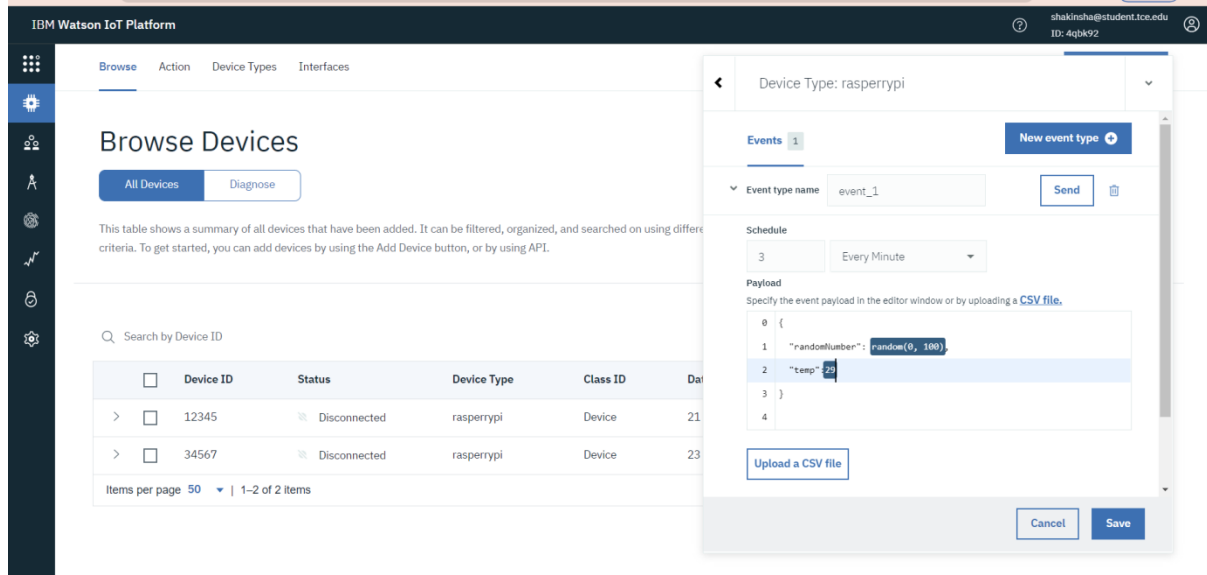 IBM Watson IoT Platform
shakinsha@student.tce.edu
ID: 4qbk92
Browse Action Device Types Interfaces
Device Type: rasperrypi
Browse Devices
Events 1
New event type
All Devices Diagnose
Event type name event_1 Send
This table shows a summary of all devices that have been added. It can be filtered, organized, and searched on using differe
criteria. To get started, you can add devices by using the Add Device button, or by using API.
Schedule
3 Every Minute
Payload
Specify the event payload in the editor window or by uploading a CSV file.
0 {
1 "randomNumber": random(0, 100),
2 "temp":29
3 }
4
Search by Device ID
Device ID Status Device Type Class ID Dat
12345 Disconnected rasperrypi Device 21
34567 Disconnected rasperrypi Device 23
Items per page 50 | 1–2 of 2 items
Upload a CSV file
Cancel Save